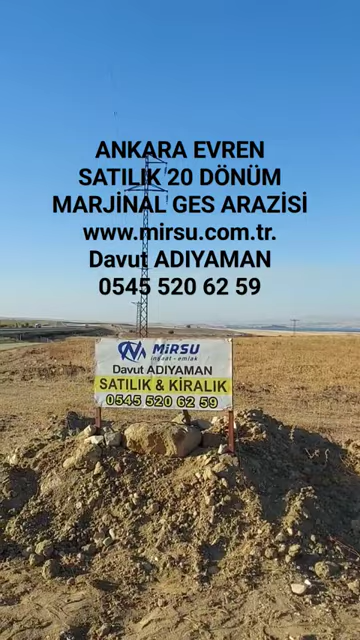 ANKARA EVREN
SATILIK 20 DÖNÜM
MARJİNAL GES ARAZİSİ
www.mirsu.com.tr.
Davut ADIYAMAN
0545 520 62 59
MİRSU
inşaat - emlak
Davut ADIYAMAN
SATILIK & KİRALIK
0545 520 62 59